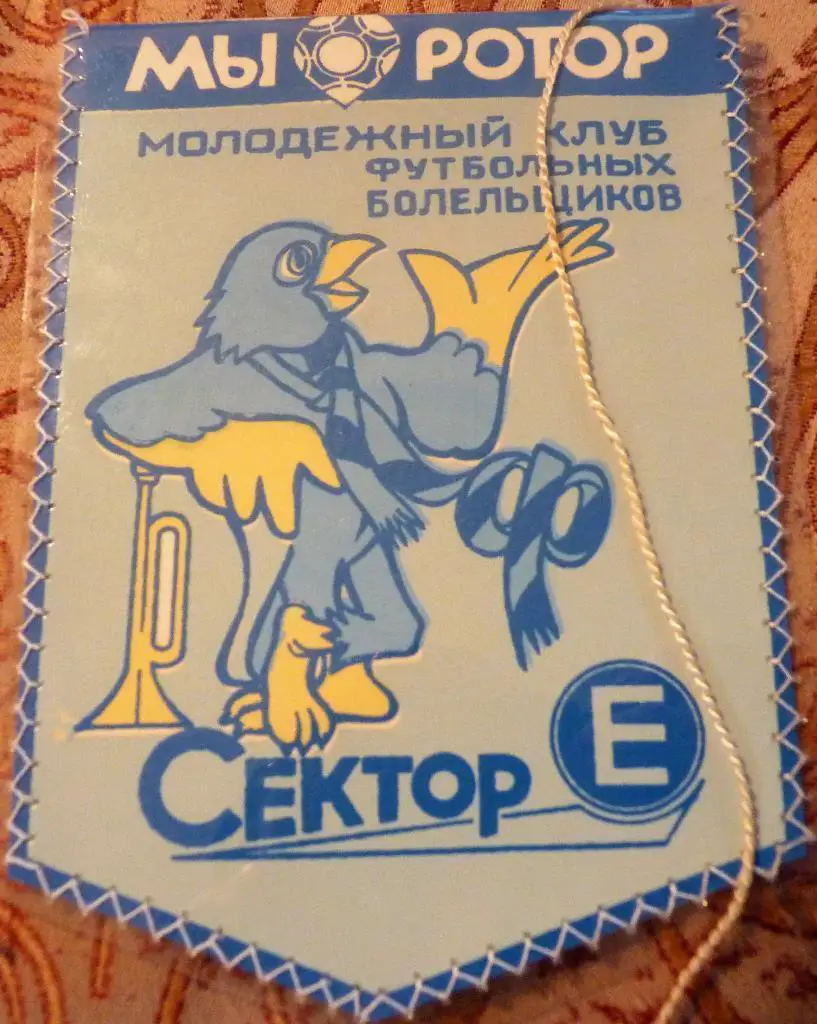 МЫ РОТОР
МОЛОДЕЖНЫЙ КЛУБ
ФУТБОЛЬНЫХ
БОЛЕЛЬЩИКОВ
СЕКТОР Е